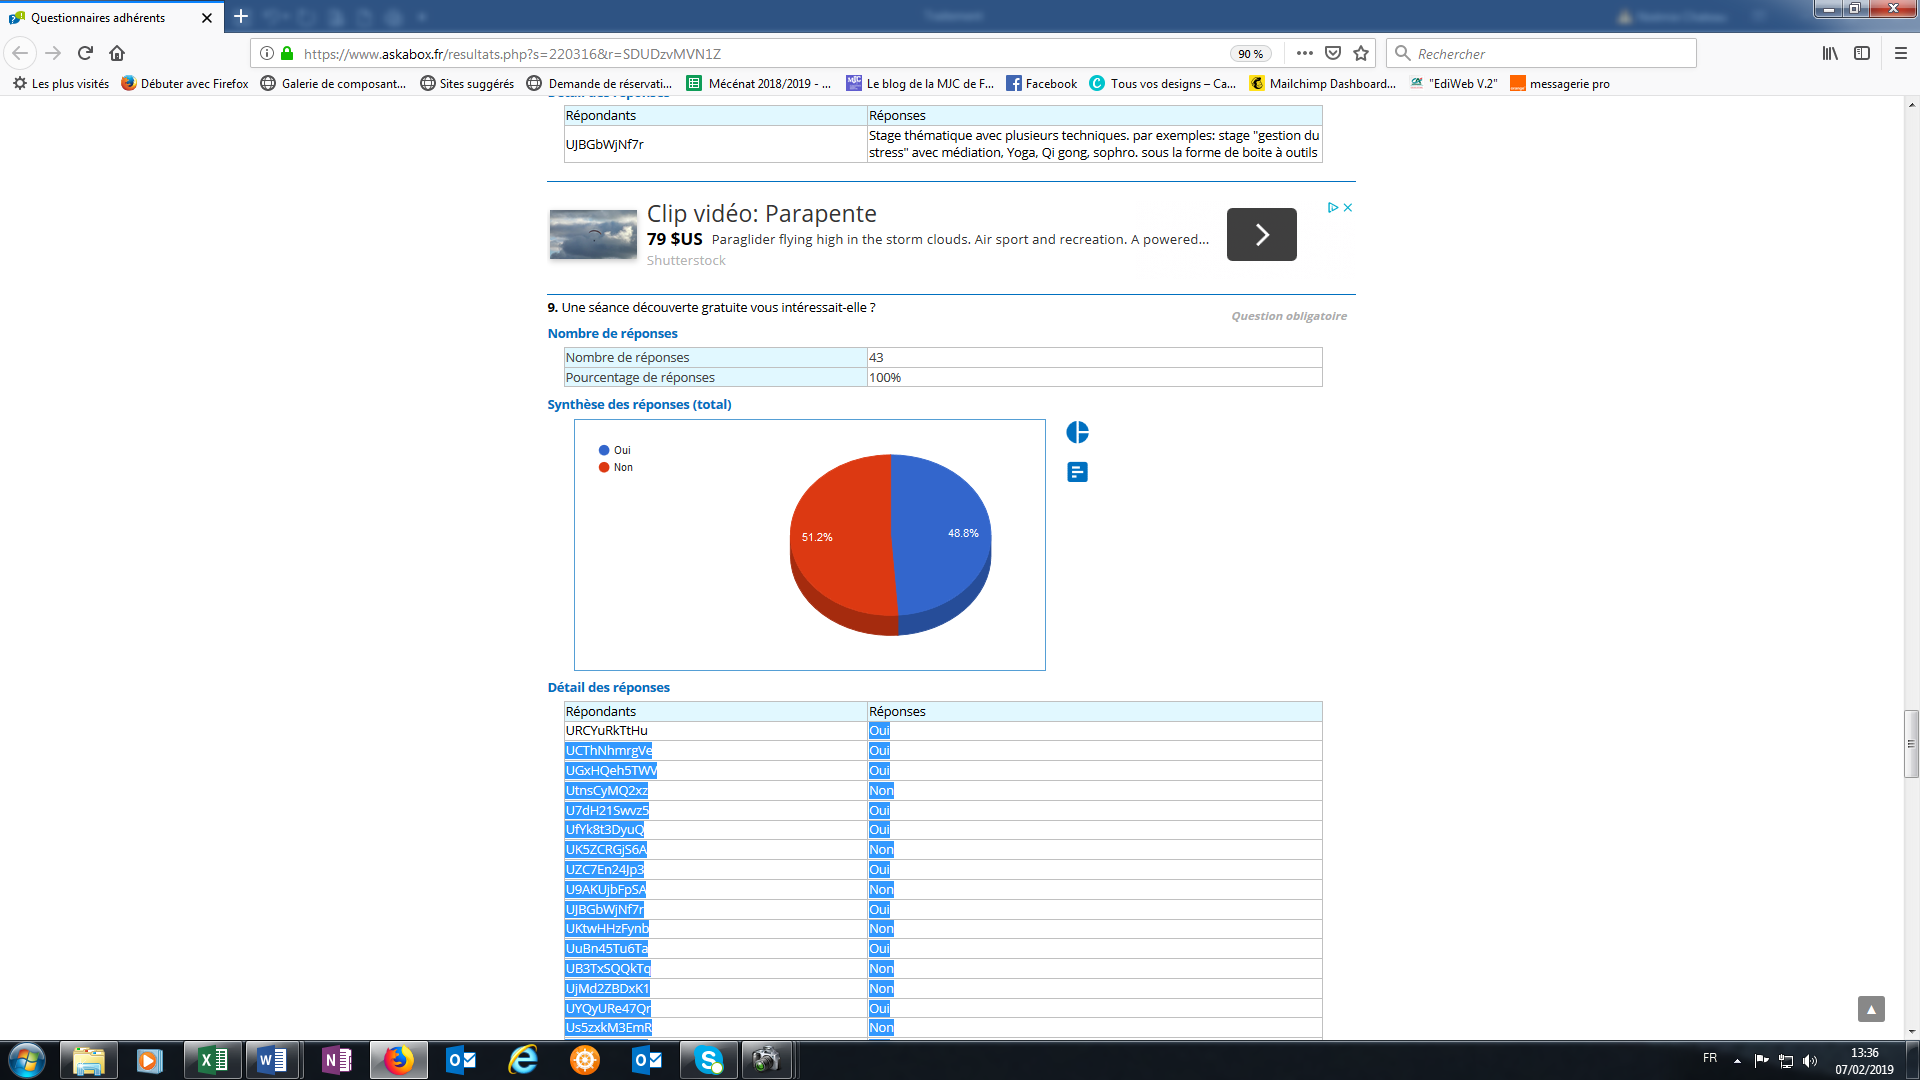 Questionnaires adhérents
https://www.askabox.fr/resultats.php?s=220316&r=SDUDzvMVN1Z
90 %
Rechercher
Les plus visités
Débuter avec Firefox
Galerie de composant...
Sites suggérés
Demande de réservati...
Mécénat 2018/2019 - ...
Le blog de la MJC de F...
Facebook
Tous vos designs – Ca...
Mailchimp Dashboard...
"EdiWeb V.2"
messagerie pro
Répondants Réponses
UJBGbWjNf7r
Stage thématique avec plusieurs techniques. par exemples: stage "gestion du
stress" avec médiation, Yoga, Qi gong, sophro. sous la forme de boite à outils
Clip vidéo: Parapente
79 $US Paraglider flying high in the storm clouds. Air sport and recreation. A powered...
Shutterstock
9. Une séance découverte gratuite vous intéressait-elle ?
Question obligatoire
Nombre de réponses
Nombre de réponses 43
Pourcentage de réponses 100%
Synthèse des réponses (total)
Oui
Non
51.2%
48.8%
Détail des réponses
Répondants Réponses
URCYuRkTtHu Oui
UCThNhmrgVe Oui
UGxHQeh5TWV Oui
UtnsCyMQ2xz Non
U7dH21Swvz5 Oui
UfYk8t3DyuQ Oui
UK5ZCRGjS6A Non
UZC7En24Jp3 Oui
U9AKUjbFpSA Non
UJBGbWjNf7r Oui
UKtwHHzFynb Non
UuBn45Tu6Ta Oui
UB3TxSQQkTq Non
UjMd2ZBDxK1 Non
UYQyURe47Qr Oui
Us5zxkM3EmR Non
FR
13:36
07/02/2019